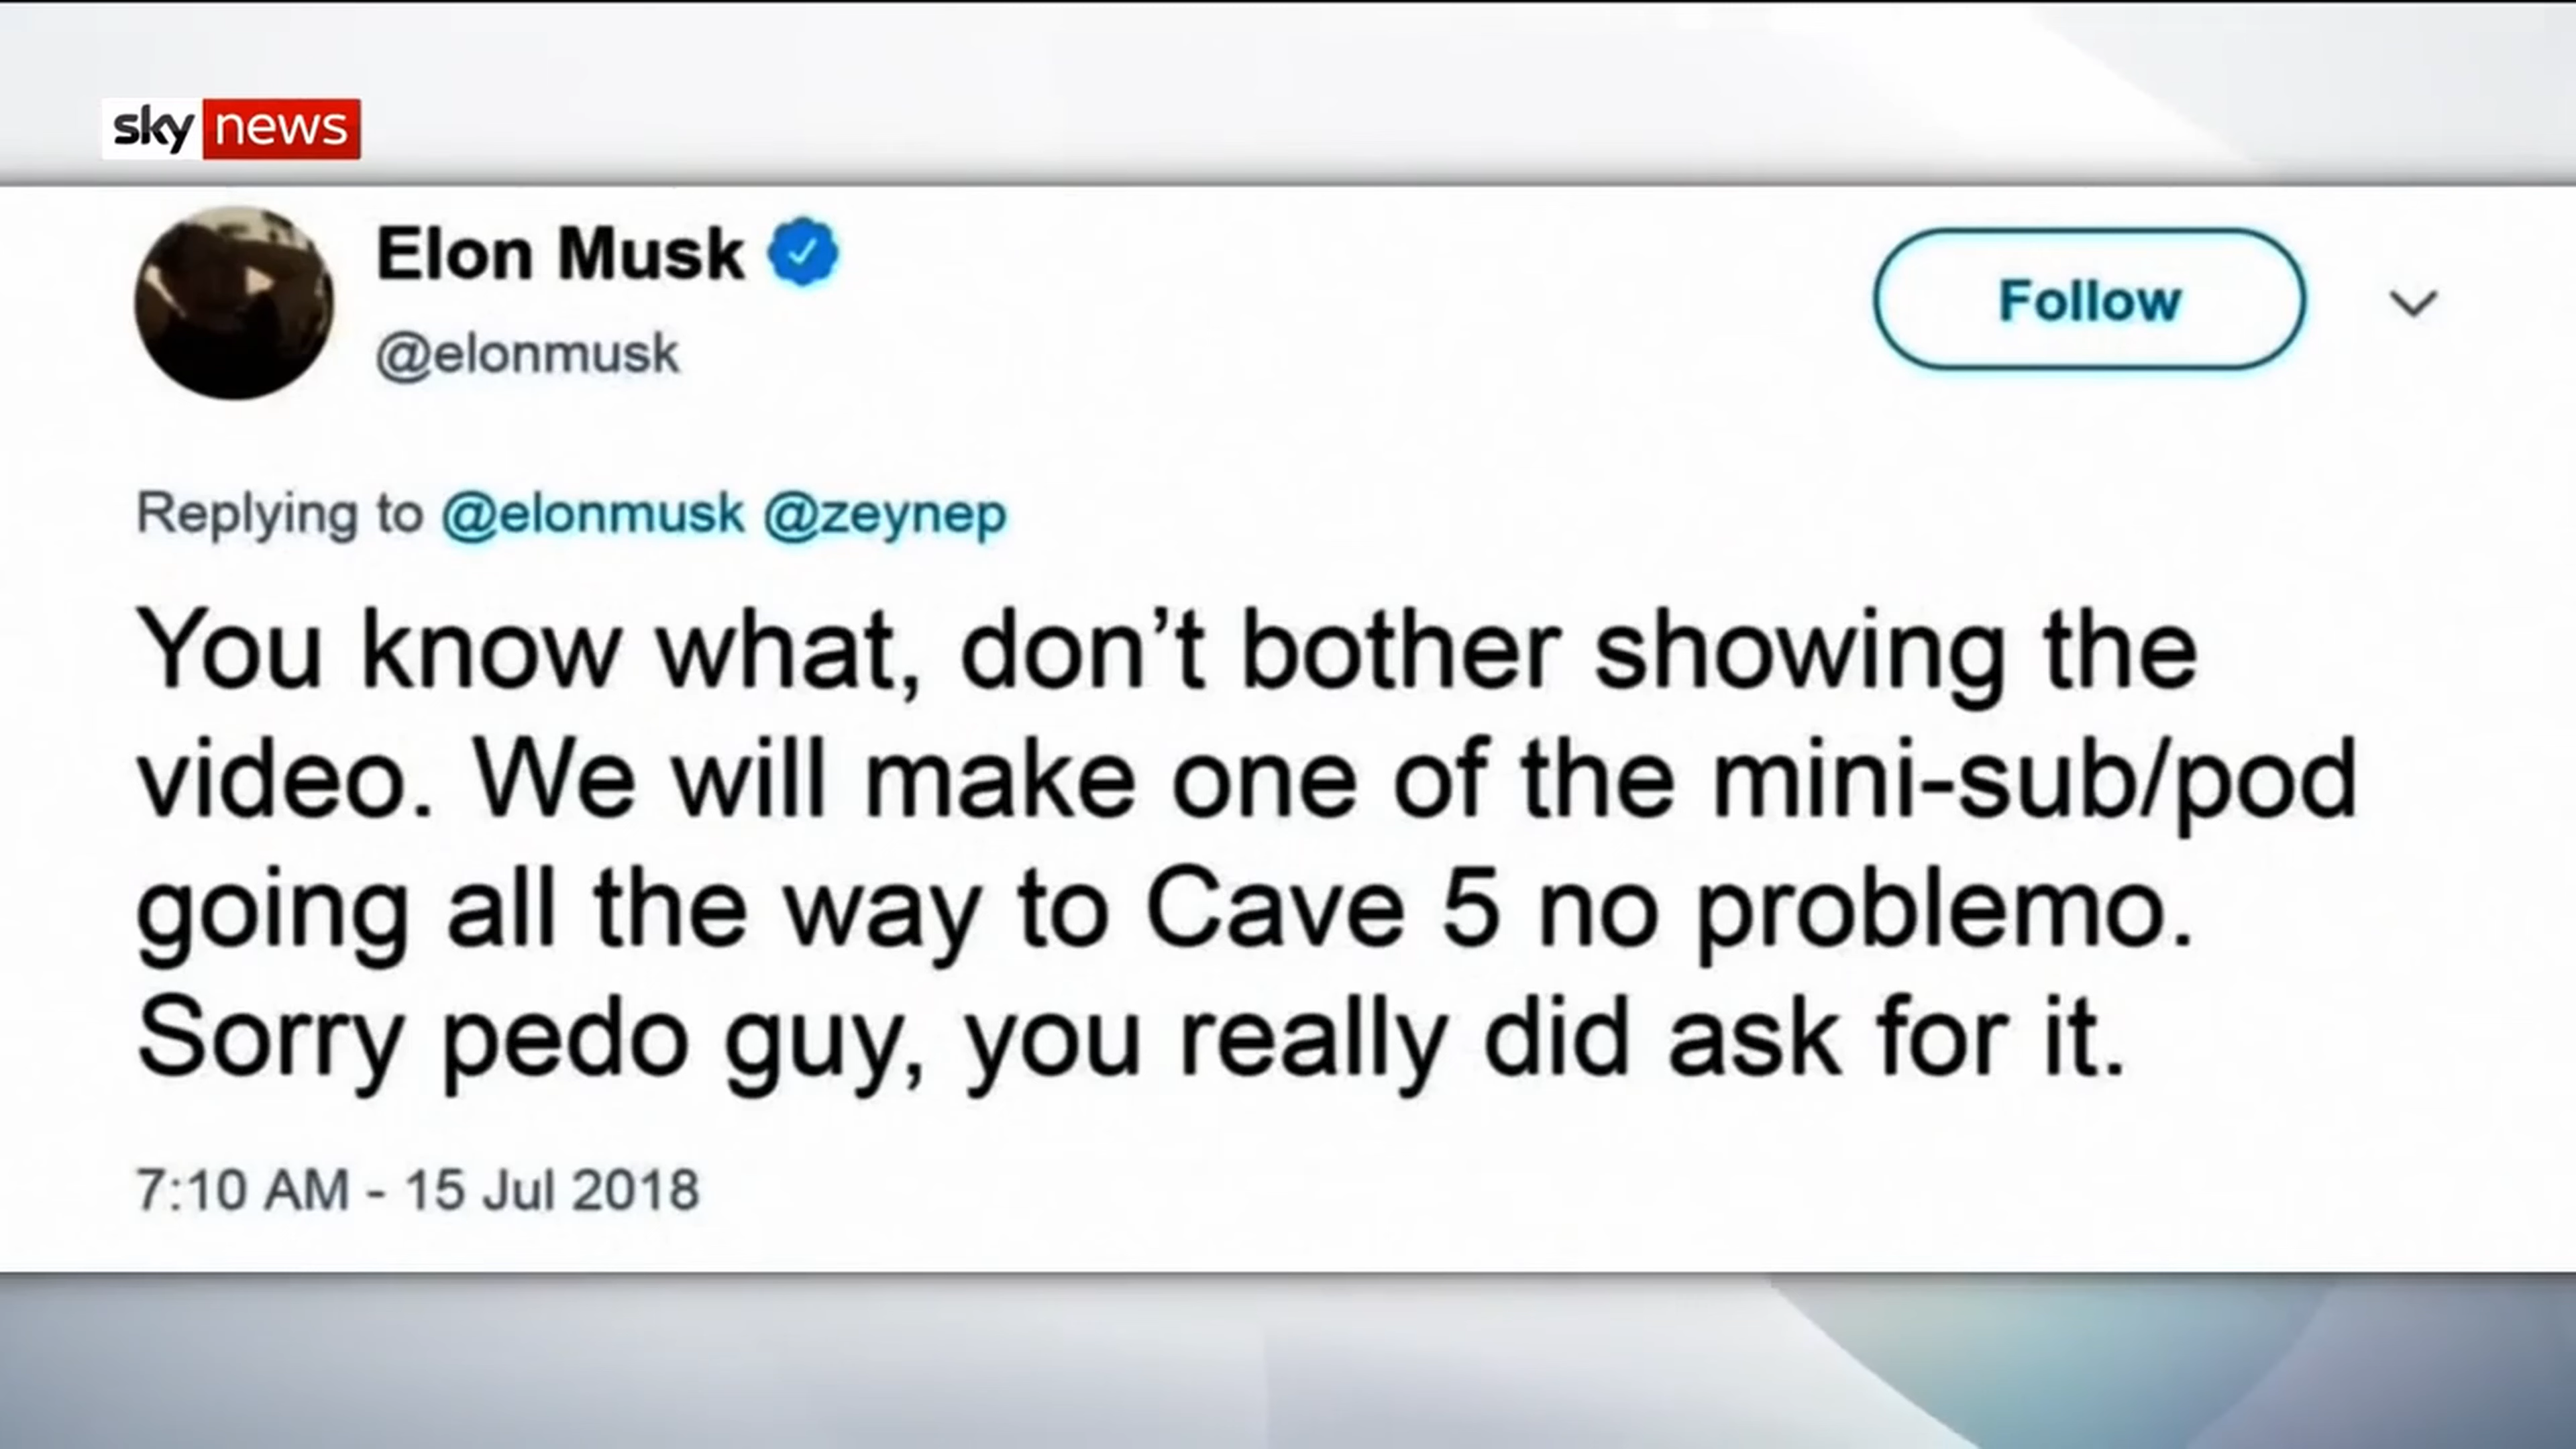 sky news
Elon Musk
@elonmusk
Follow
Replying to @elonmusk @zeynep
You know what, don’t bother showing the
video. We will make one of the mini-sub/pod
going all the way to Cave 5 no problemo.
Sorry pedo guy, you really did ask for it.
7:10 AM - 15 Jul 2018